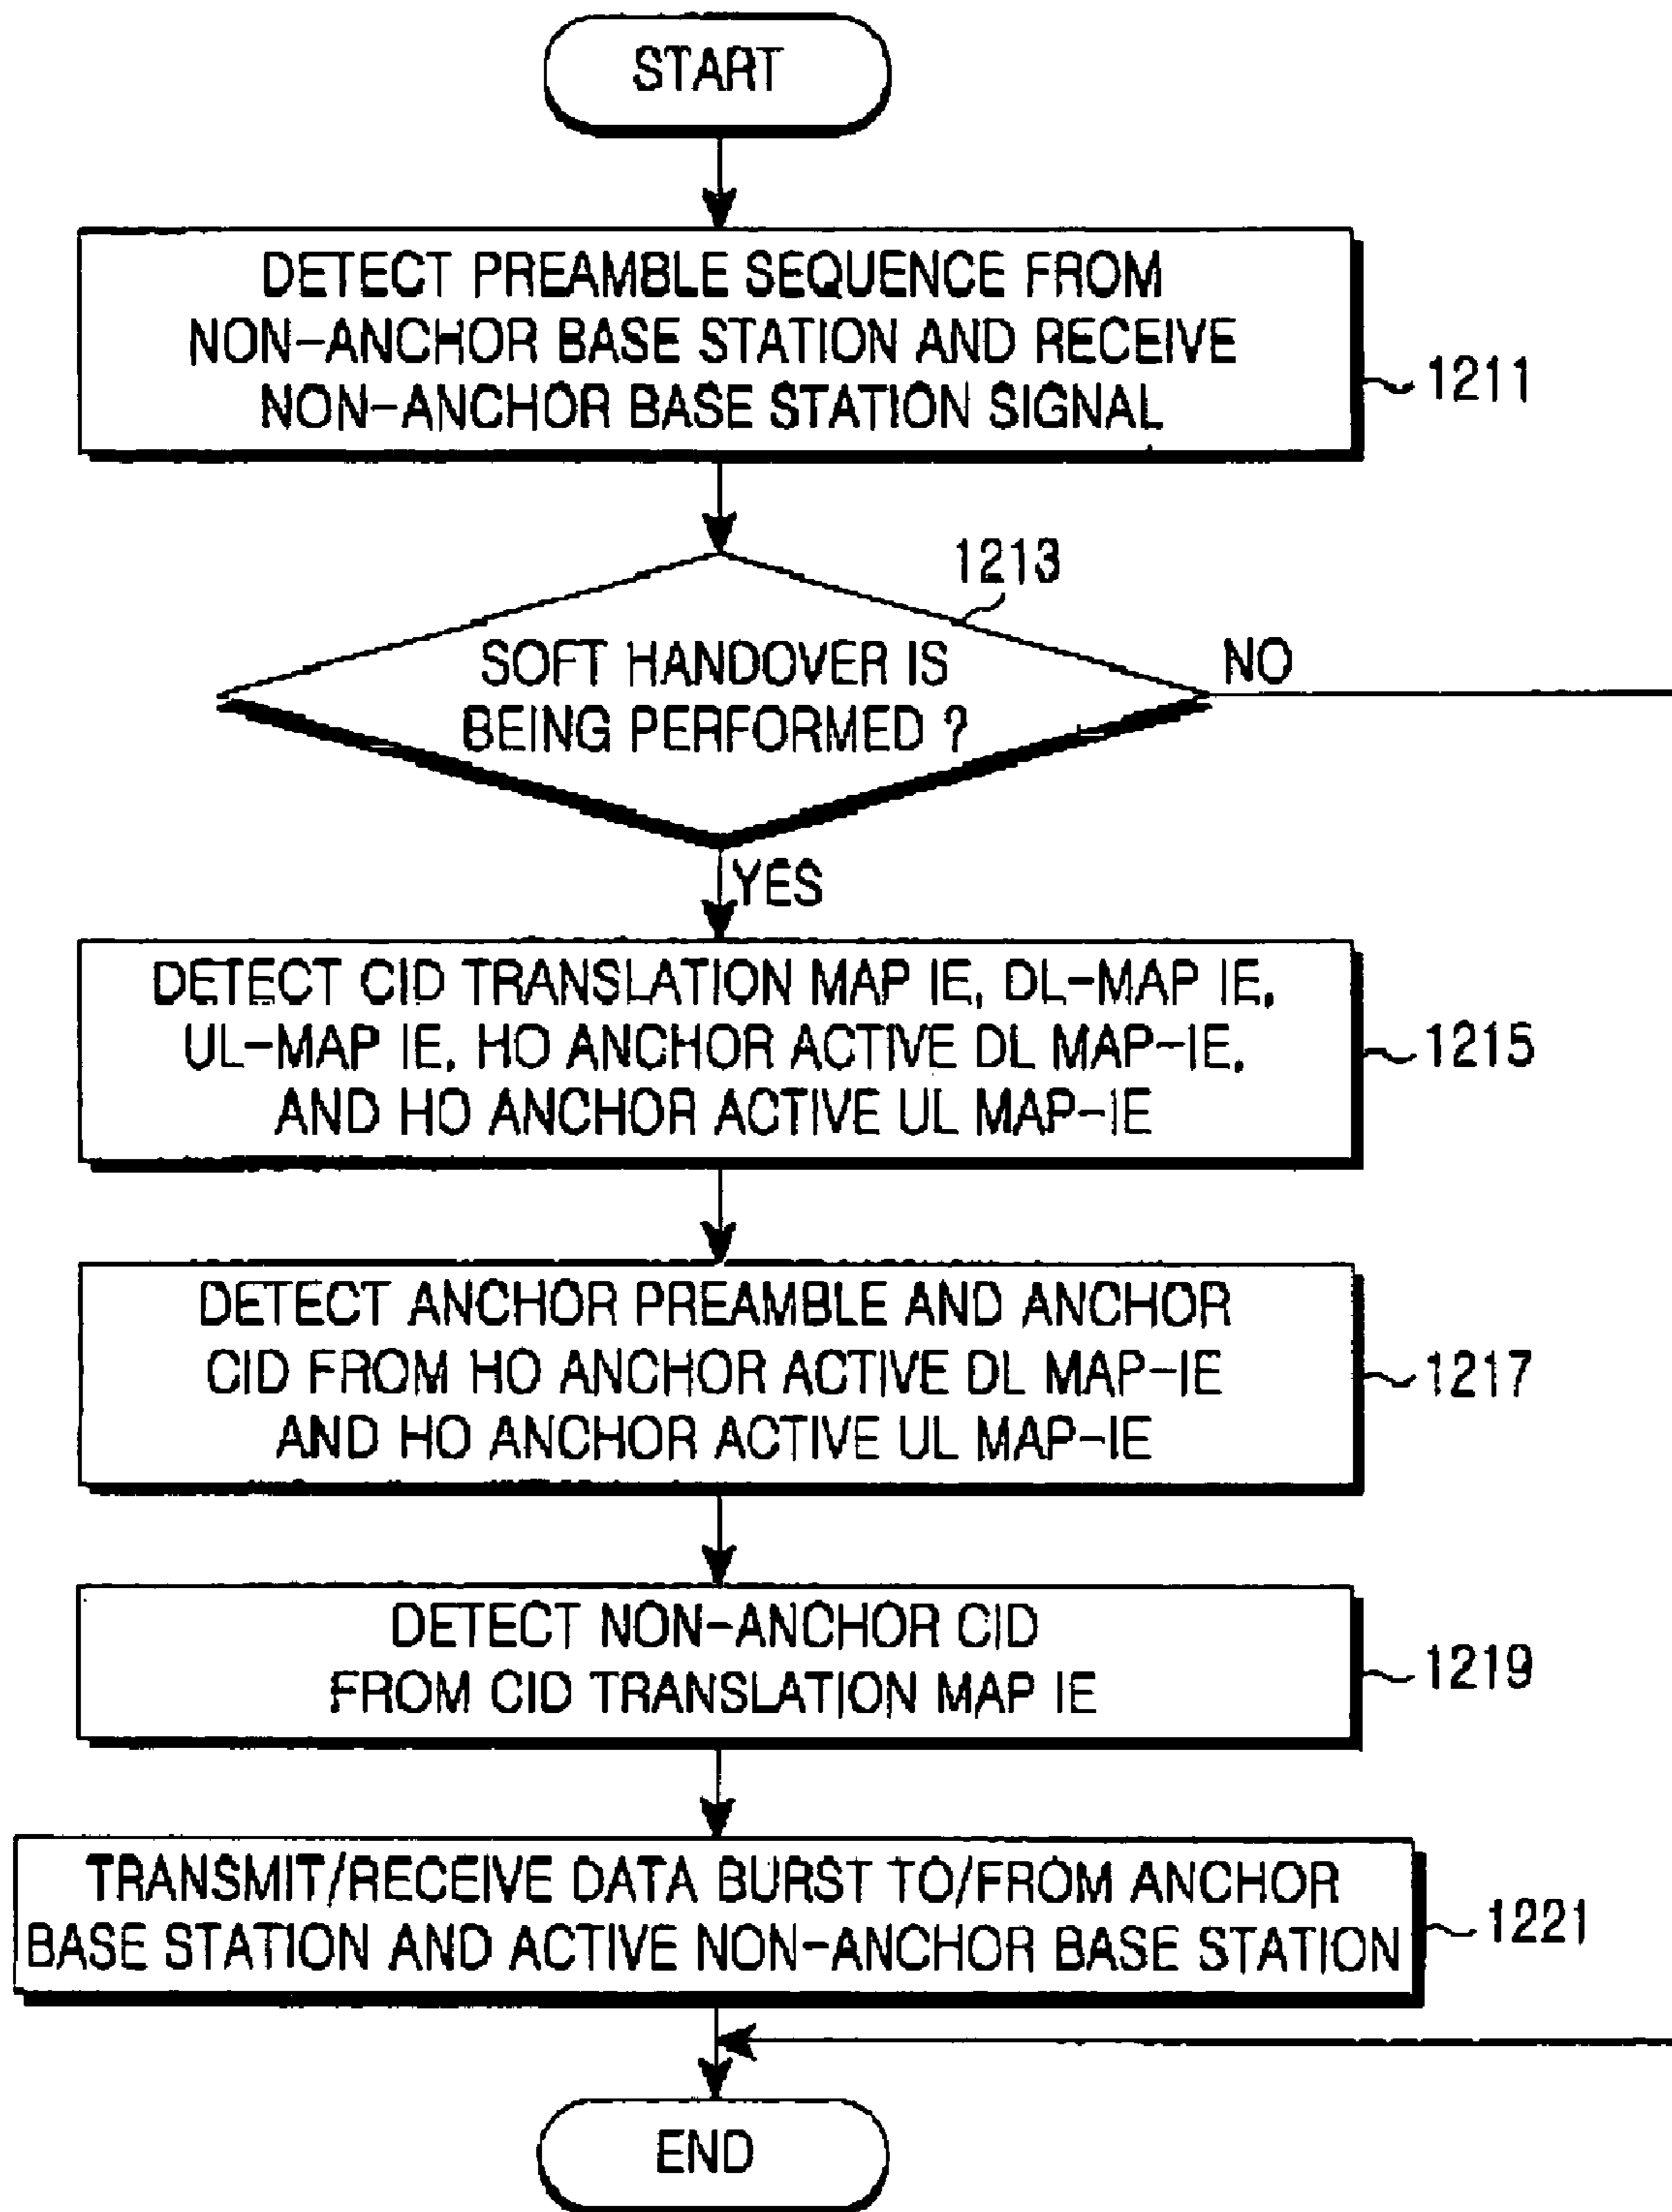 START
DETECT PREAMBLE SEQUENCE FROM
NON-ANCHOR BASE STATION AND RECEIVE
NON-ANCHOR BASE STATION SIGNAL
1211
1213
SOFT HANDOVER IS
BEING PERFORMED ?
NO
YES
DETECT CID TRANSLATION MAP IE, DL-MAP IE,
UL-MAP IE, HO ANCHOR ACTIVE DL MAP-IE,
AND HO ANCHOR ACTIVE UL MAP-IE
1215
DETECT ANCHOR PREAMBLE AND ANCHOR
CID FROM HO ANCHOR ACTIVE DL MAP-IE
AND HO ANCHOR ACTIVE UL MAP-IE
1217
DETECT NON-ANCHOR CID
FROM CID TRANSLATION MAP IE
1219
TRANSMIT/RECEIVE DATA BURST TO/FROM ANCHOR
BASE STATION AND ACTIVE NON-ANCHOR BASE STATION
1221
END